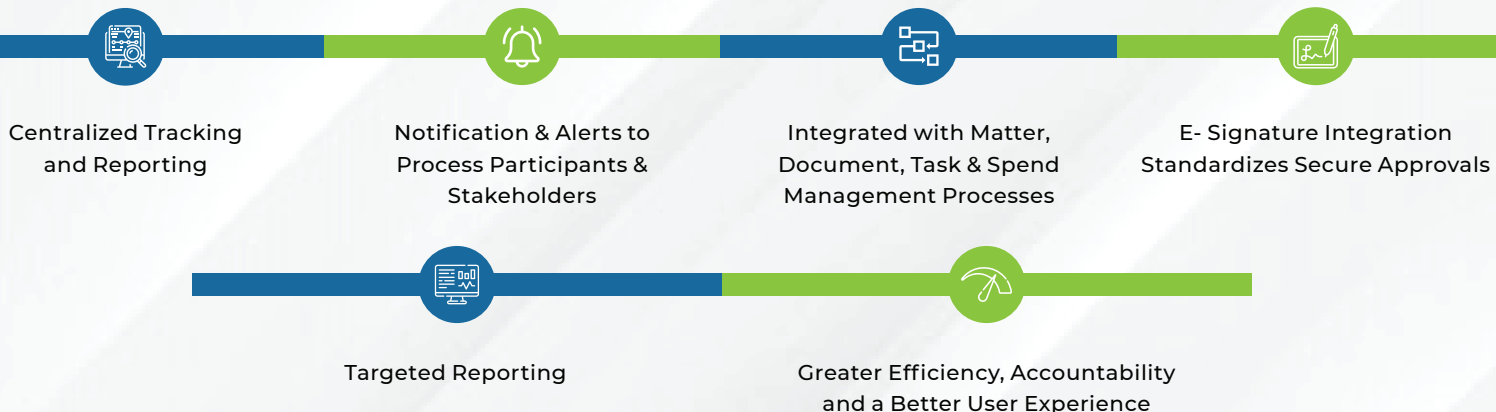 Centralized Tracking
and Reporting
Notification & Alerts to
Process Participants &
Stakeholders
Integrated with Matter,
Document, Task & Spend
Management Processes
E- Signature Integration
Standardizes Secure Approvals
Targeted Reporting
Greater Efficiency, Accountability
and a Better User Experience